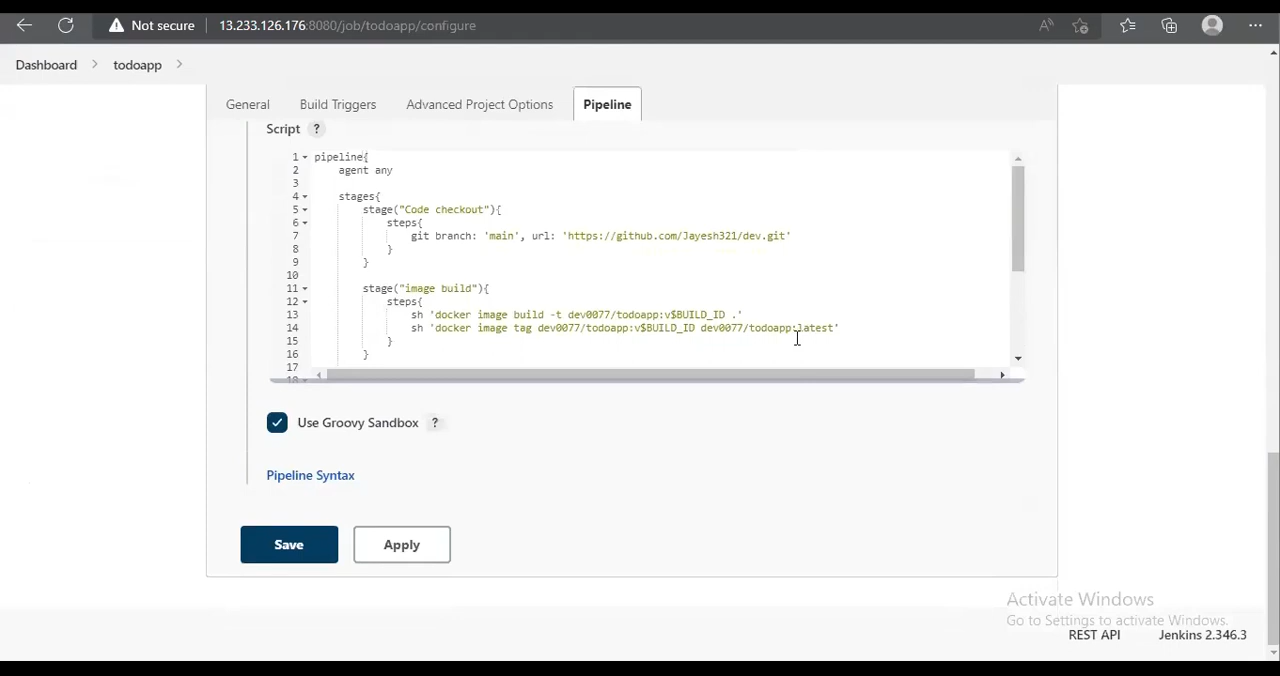 Not secure 13.233.126.176:8080/job/todoapp/configure
Dashboard todoapp
General Build Triggers Advanced Project Options Pipeline
Script ?
1 pipeline{
2 agent any
3
4 stages{
5 stage("Code checkout"){
6 steps{
7 git branch: 'main', url: 'https://github.com/Jayesh321/dev.git'
8 }
9 }
10
11 stage("image build"){
12 steps{
13 sh 'docker image build -t dev0077/todoapp:v$BUILD_ID .'
14 sh 'docker image tag dev0077/todoapp:v$BUILD_ID dev0077/todoapp:latest'
15 }
16 }
17
18
Use Groovy Sandbox ?
Pipeline Syntax
Save Apply
Activate Windows
Go to Settings to activate Windows.
REST API Jenkins 2.346.3